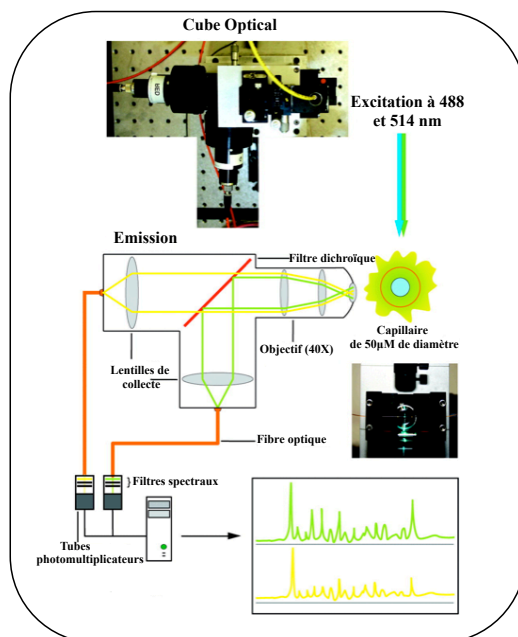 Cube Optical
MED
Excitation à 488
et 514 nm
Emission
Filtre dichroïque
Capillaire
de 50µM de diamètre
Lentilles de
collecte
Objectif (40X)
Fibre optique
}Filtres spectraux
Tubes
photomultiplicateurs